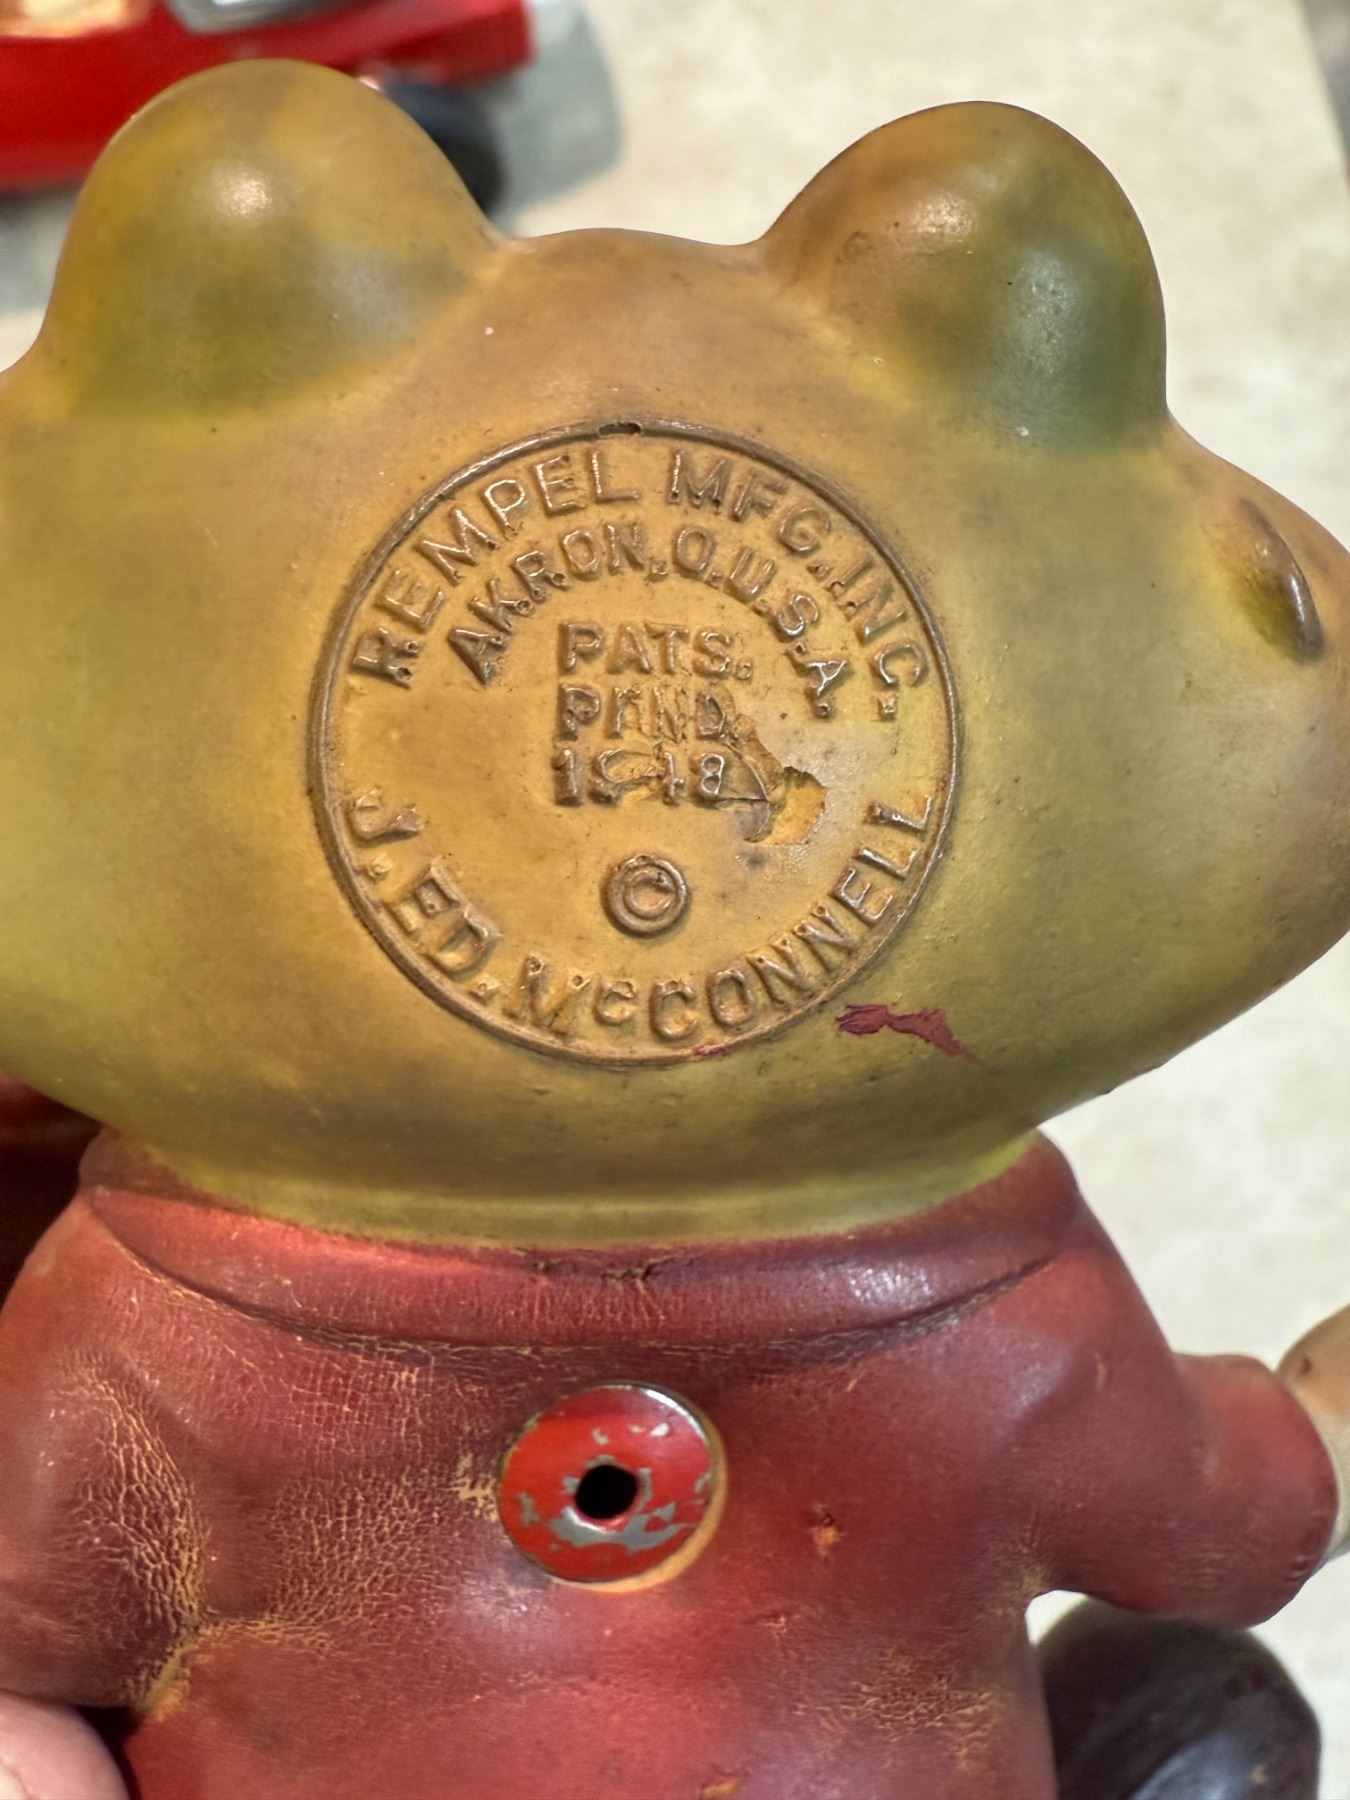 REMPEL MFG. INC.
AKRON, O. U.S.A.
PATS.
PEND.
1948
©
J. ED. McCONNELL